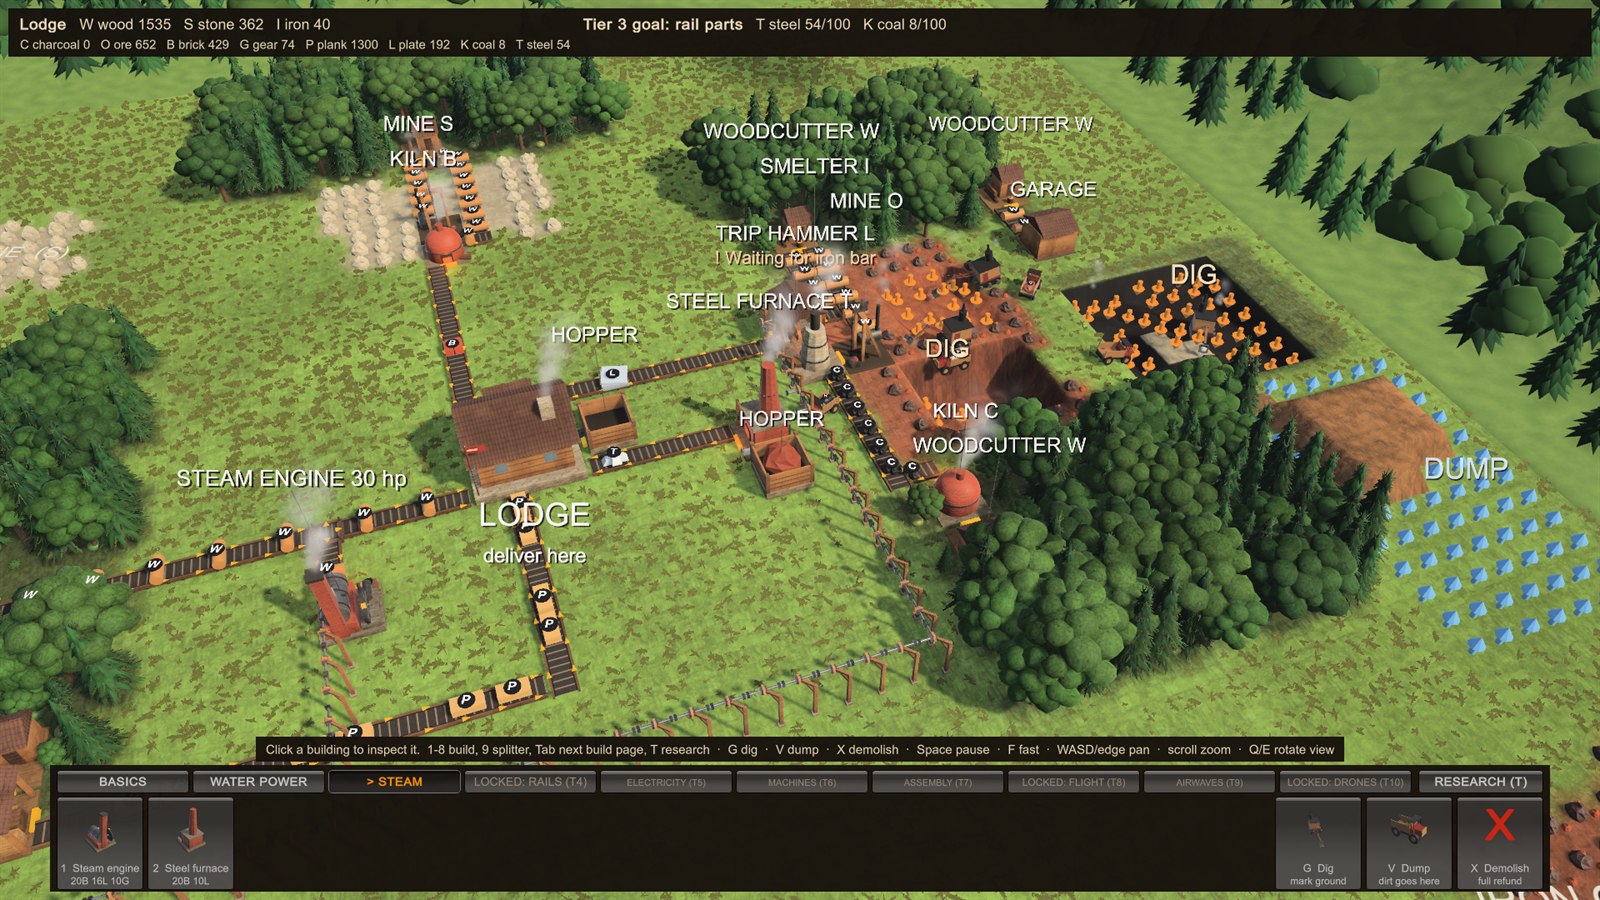 Lodge W wood 1535 S stone 362 I iron 40
Tier 3 goal: rail parts T steel 54/100 K coal 8/100
C charcoal 0 O ore 652 B brick 429 G gear 74 P plank 1300 L plate 192 K coal 8 T steel 54
MINE S
KILN B
WOODCUTTER W
WOODCUTTER W
SMELTER I
GARAGE
MINE O
TRIP HAMMER L
! Waiting for iron bar
DIG
STEEL FURNACE T
HOPPER
DIG
KILN C
HOPPER
WOODCUTTER W
DUMP
STEAM ENGINE 30 hp
LODGE
deliver here
Click a building to inspect it. 1-8 build, 9 splitter, Tab next build page, T research · G dig · V dump · X demolish · Space pause · F fast · WASD/edge pan · scroll zoom · Q/E rotate view
BASICS
WATER POWER
> STEAM
LOCKED: RAILS (T4)
ELECTRICITY (T5)
MACHINES (T6)
ASSEMBLY (T7)
LOCKED: FLIGHT (T8)
AIRWAVES (T9)
LOCKED: DRONES (T10)
RESEARCH (T)
1 Steam engine
20B 16L 10G
2 Steel furnace
20B 10L
G Dig
mark ground
V Dump
dirt goes here
X Demolish
full refund